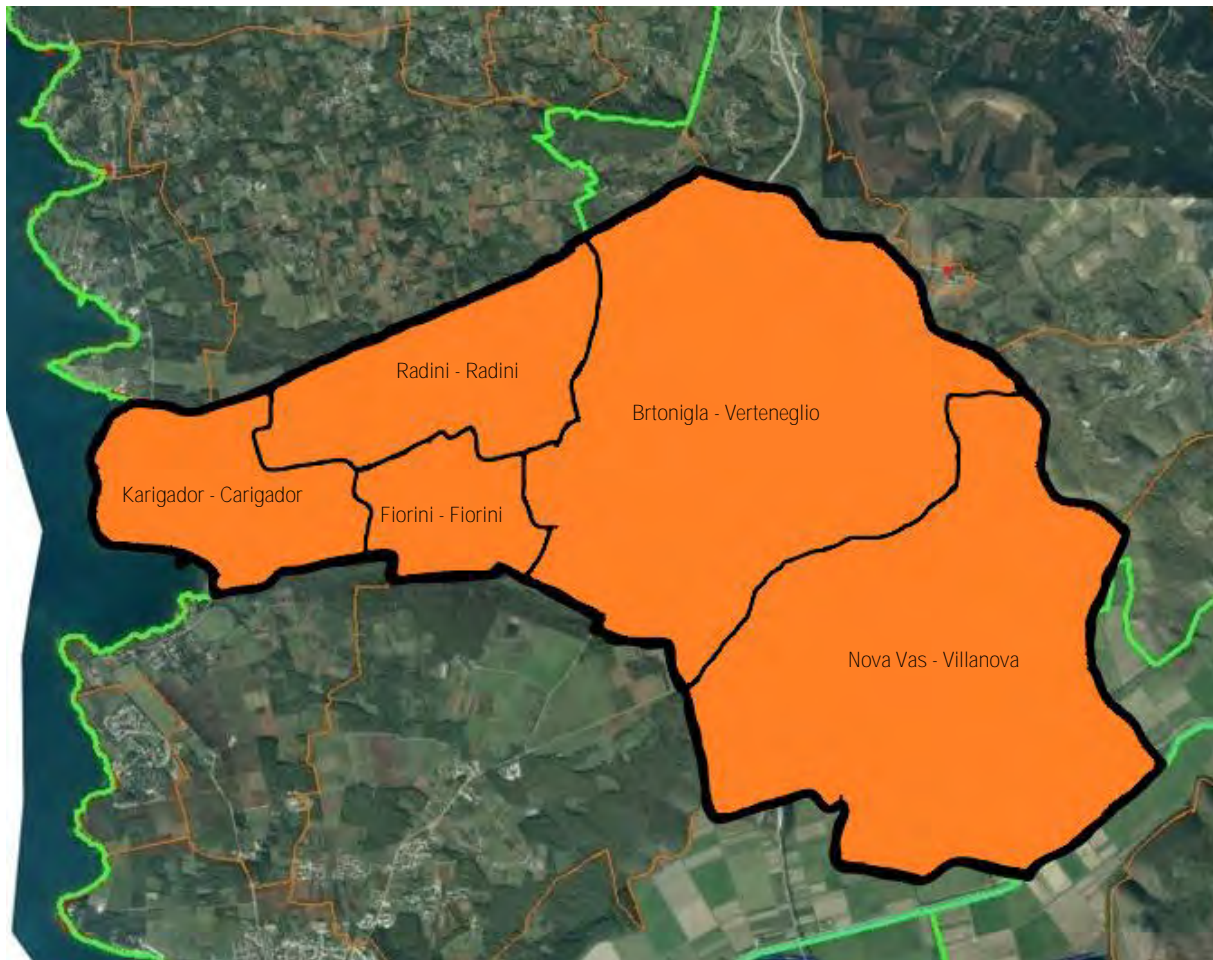 Radini - Radini
Brtonigla - Verteneglio
Karigador - Carigador
Fiorini - Fiorini
Nova Vas - Villanova